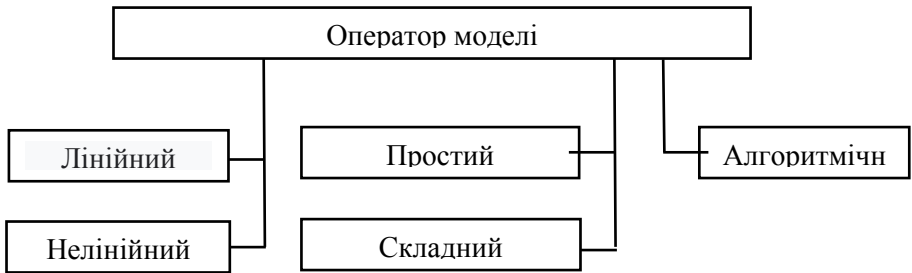 Оператор моделі
Лінійний
Простий
Алгоритмічн
Нелінійний
Складний